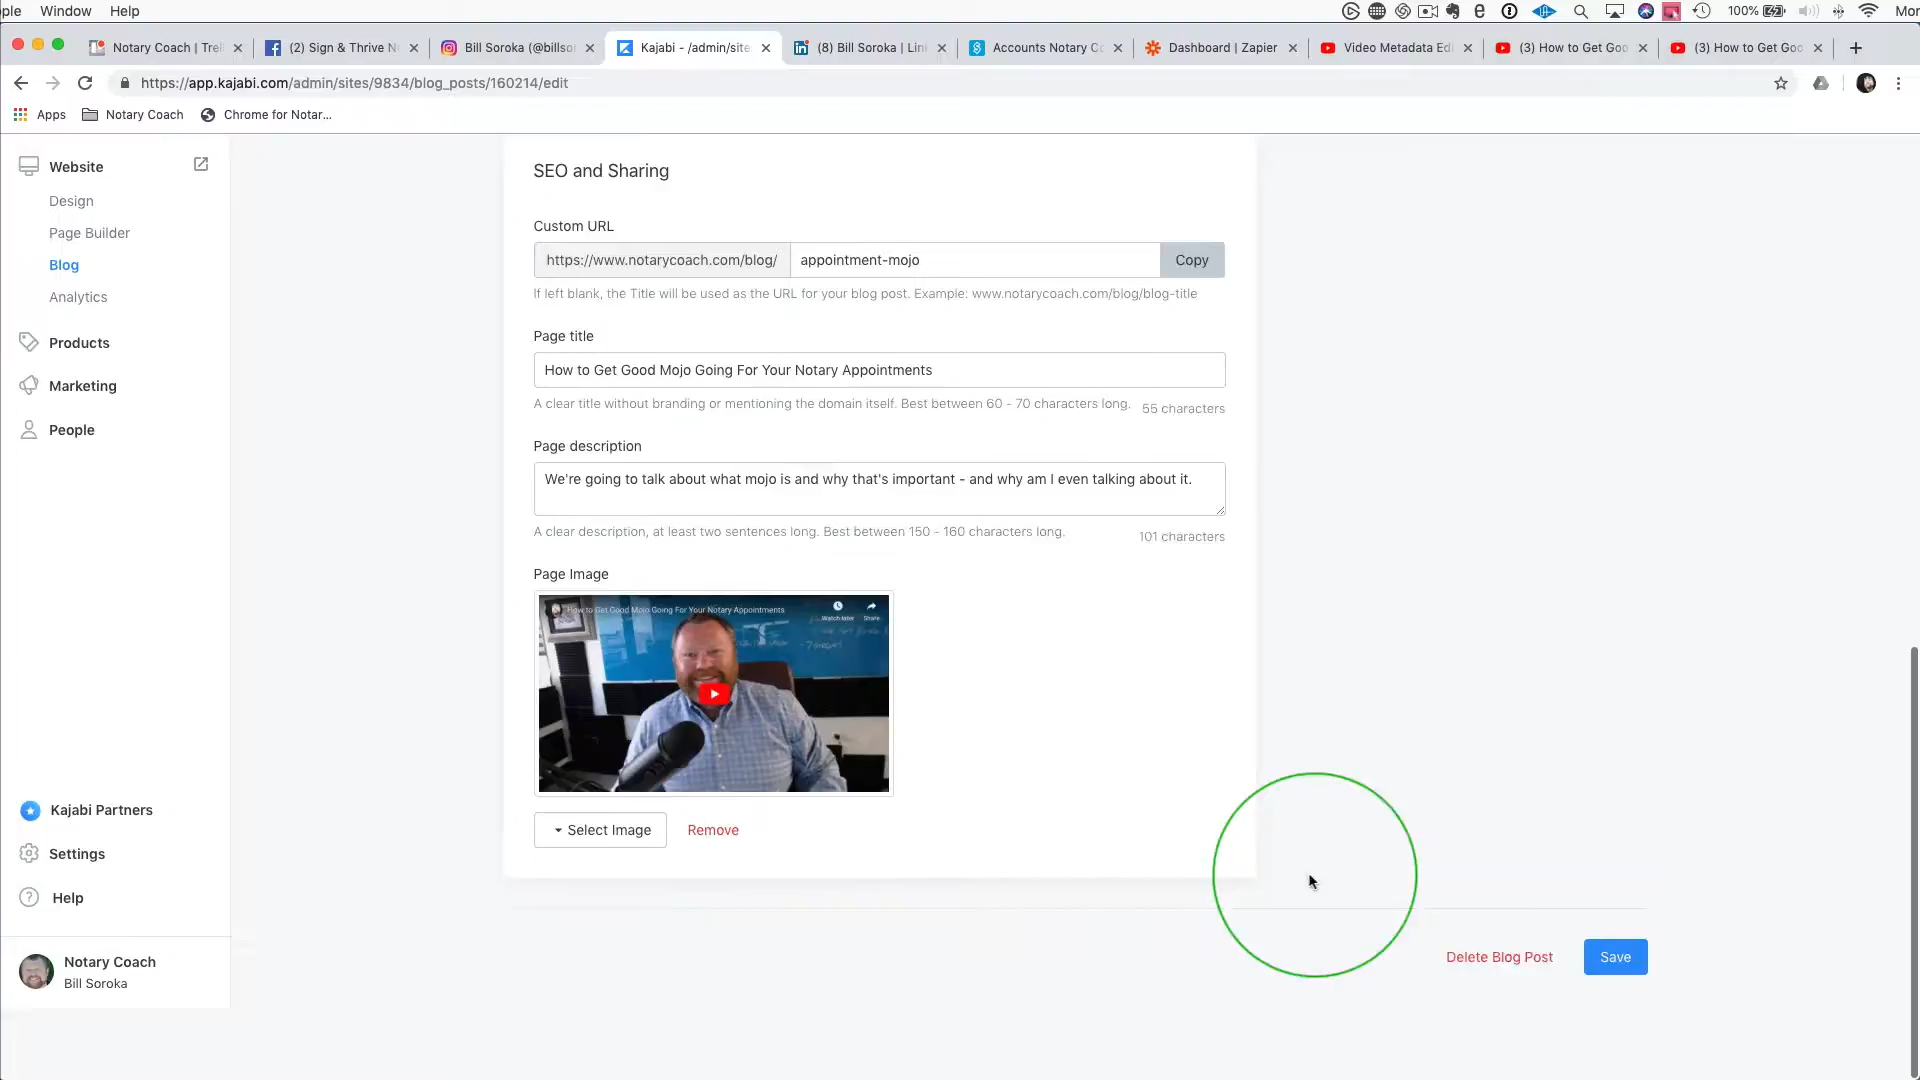 ple Window Help
100%
Mor
Notary Coach | Trel
(2) Sign & Thrive N
Bill Soroka (@billso
Kajabi - /admin/site
(8) Bill Soroka | Lin
Accounts Notary C
Dashboard | Zapier
Video Metadata Ed
(3) How to Get Goo
(3) How to Get Goo
https://app.kajabi.com/admin/sites/9834/blog_posts/160214/edit
Apps
Notary Coach
Chrome for Notar...
Website
Design
Page Builder
Blog
Analytics
Products
Marketing
People
Kajabi Partners
Settings
Help
Notary Coach
Bill Soroka
SEO and Sharing
Custom URL
https://www.notarycoach.com/blog/ appointment-mojo Copy
If left blank, the Title will be used as the URL for your blog post. Example: www.notarycoach.com/blog/blog-title
Page title
How to Get Good Mojo Going For Your Notary Appointments
A clear title without branding or mentioning the domain itself. Best between 60 - 70 characters long. 55 characters
Page description
We're going to talk about what mojo is and why that's important - and why am I even talking about it.
A clear description, at least two sentences long. Best between 150 - 160 characters long. 101 characters
Page Image
How to Get Good Mojo Going For Your Notary Appointments
Watch later Share
Select Image Remove
Delete Blog Post Save